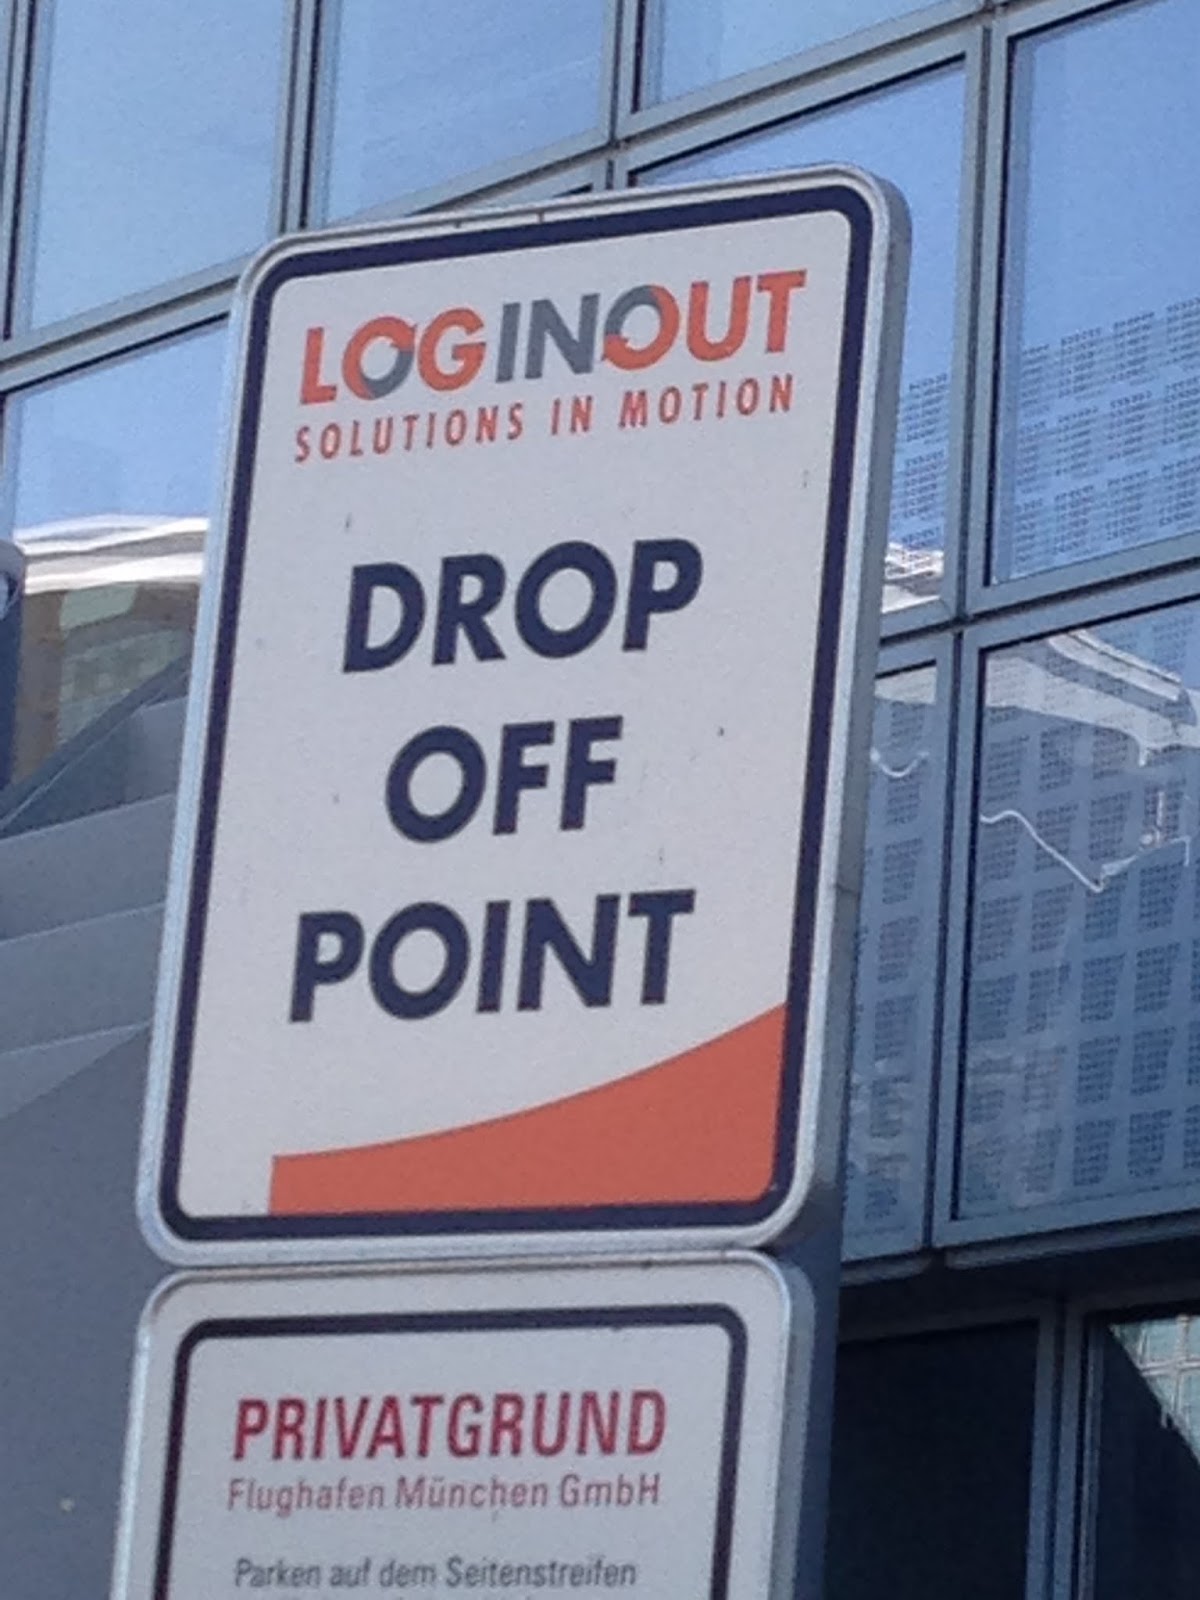 LOGINOUT
SOLUTIONS IN MOTION
DROP
OFF
POINT
PRIVATGRUND
Flughafen München GmbH
Parken auf dem Seitenstreifen